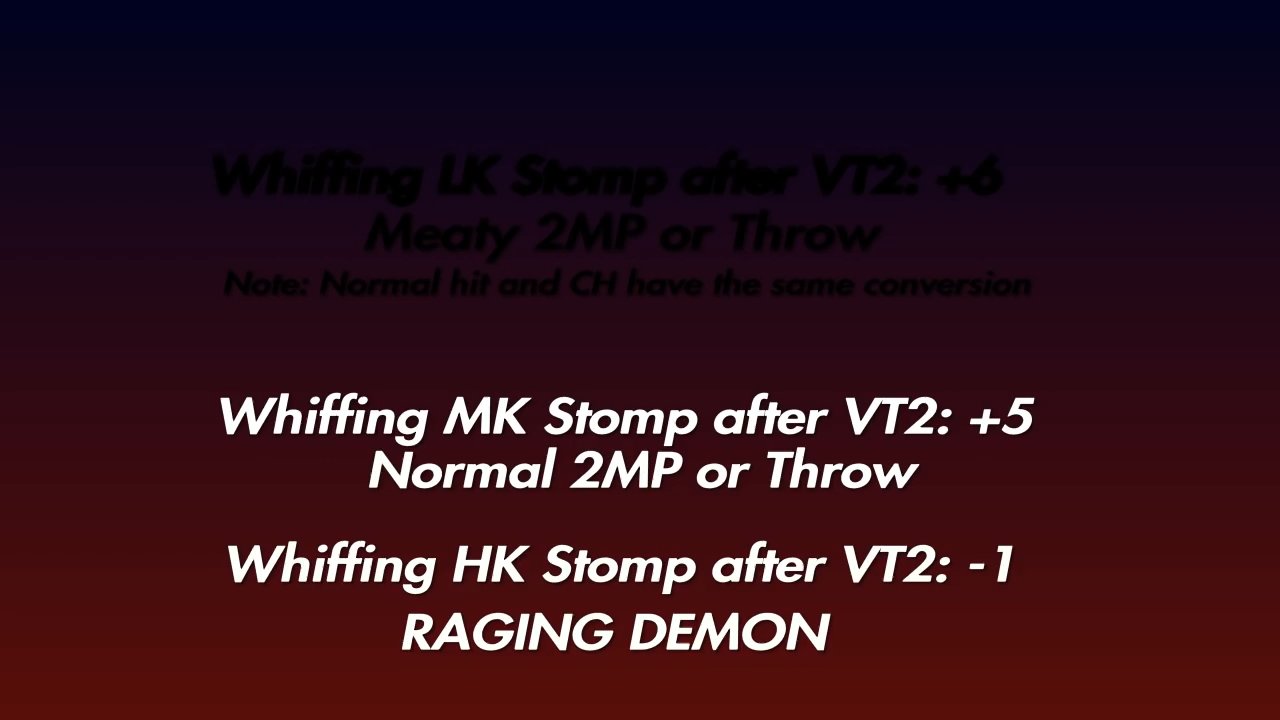 Whiffing LK Stomp after VT2: +6
Meaty 2MP or Throw
Note: Normal hit and CH have the same conversion
Whiffing MK Stomp after VT2: +5
Normal 2MP or Throw
Whiffing HK Stomp after VT2: -1
RAGING DEMON